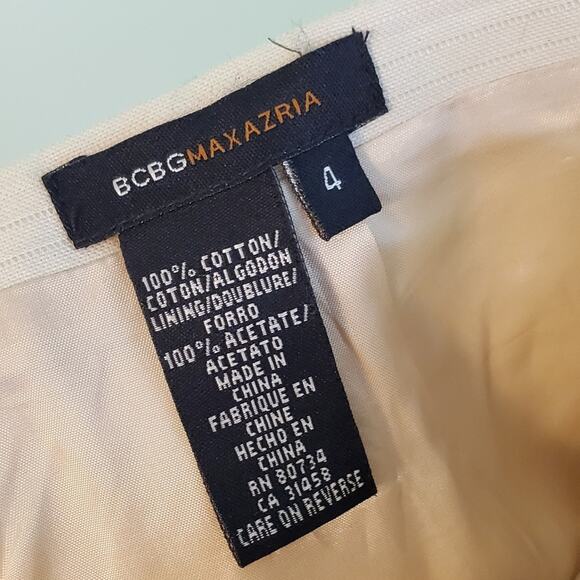 BCBGMAXAZRIA
4
100% COTTON/
COTON/ALGODON
LINING/DOUBLURE/
FORRO
100% ACETATE/
ACETATO
MADE IN
CHINA
FABRIQUE EN
CHINE
HECHO EN
CHINA
RN 80734
CA 31458
CARE ON REVERSE